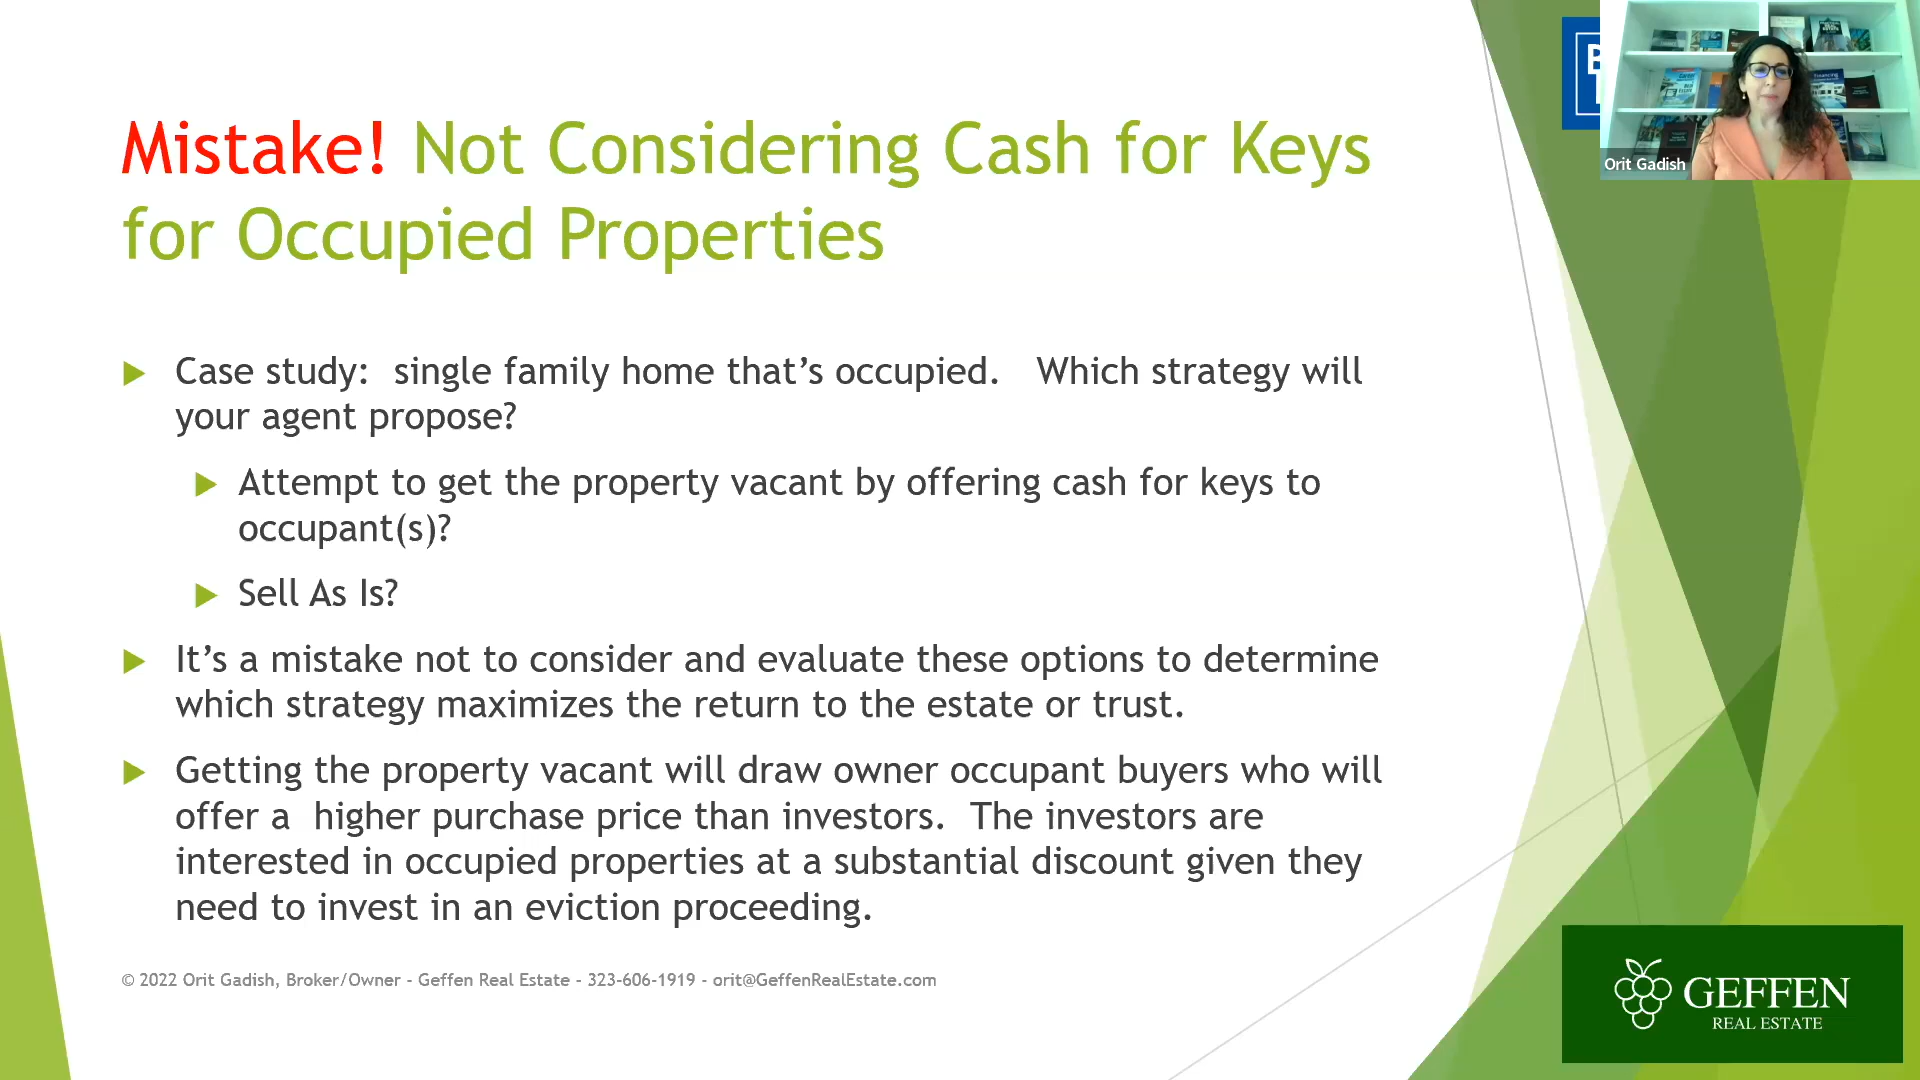 Mistake! Not Considering Cash for Keys
for Occupied Properties
Case study:  single family home that's occupied.   Which strategy will
your agent propose?
Attempt to get the property vacant by offering cash for keys to
occupant(s)?
Sell As Is?
It's a mistake not to consider and evaluate these options to determine
which strategy maximizes the return to the estate or trust.
Getting the property vacant will draw owner occupant buyers who will
offer a  higher purchase price than investors.  The investors are
interested in occupied properties at a substantial discount given they
need to invest in an eviction proceeding.
© 2022 Orit Gadish, Broker/Owner - Geffen Real Estate - 323-606-1919 - orit@GeffenRealEstate.com
Orit Gadish
GEFFEN
REAL ESTATE